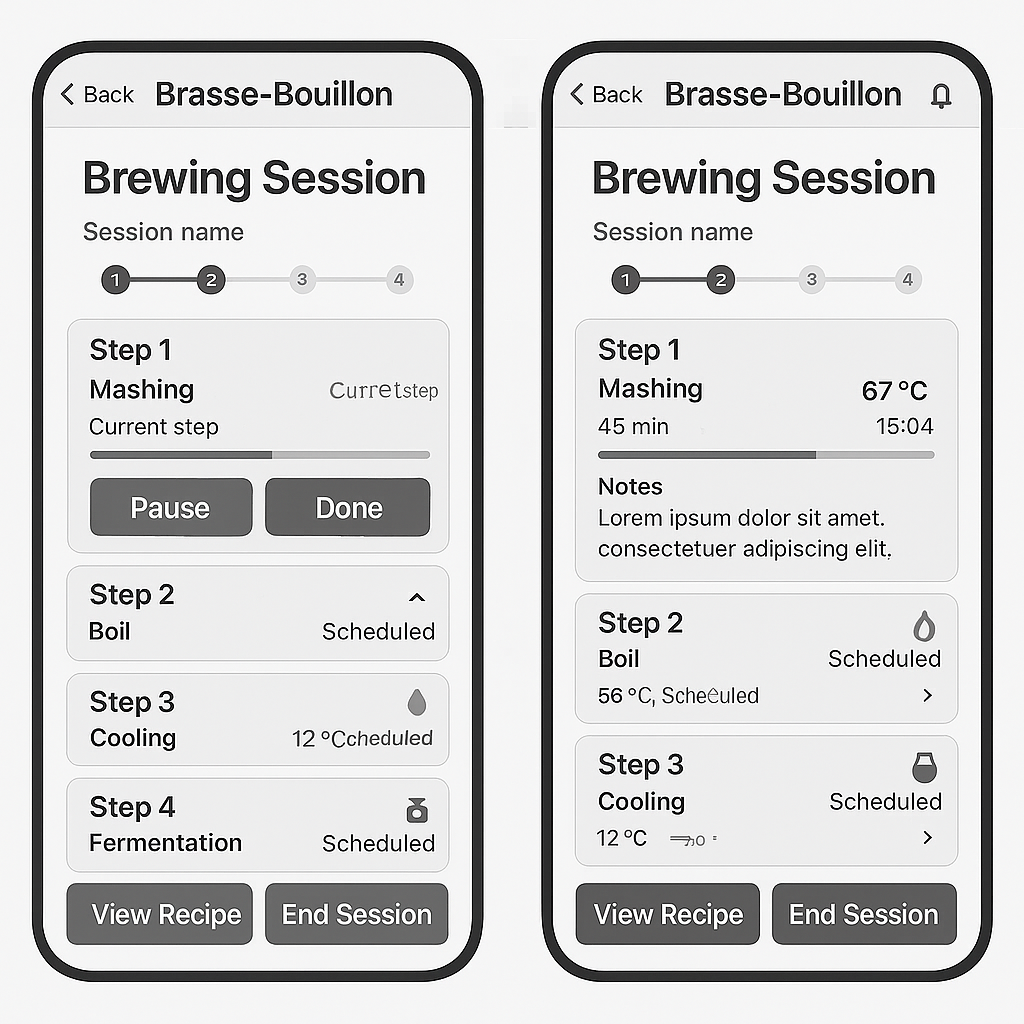 Back Brasse-Bouillon
Brewing Session
Session name
1 2 3 4
Step 1
Mashing Curretstep
Current step
Pause Done
Step 2
Boil Scheduled
Step 3
Cooling 12 °Ccheduled
Step 4
Fermentation Scheduled
View Recipe End Session
Back Brasse-Bouillon
Brewing Session
Session name
1 2 3 4
Step 1
Mashing 67 °C
45 min 15:04
Notes
Lorem ipsum dolor sit amet.
consectetuer adipiscing elit.
Step 2
Boil Scheduled
56 °C, Scheeuled
Step 3
Cooling Scheduled
12 °C
View Recipe End Session